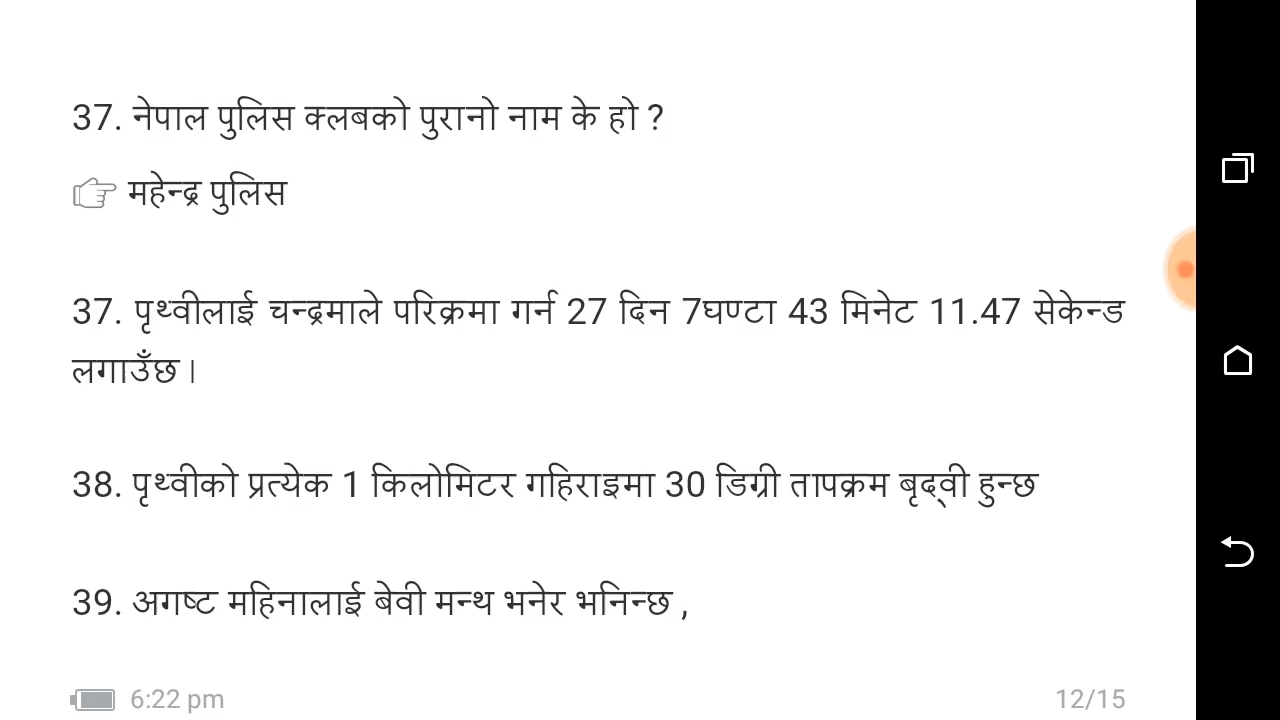 37. नेपाल पुलिस क्लबको पुरानो नाम के हो ?
👉 महेन्द्र पुलिस
37. पृथ्वीलाई चन्द्रमाले परिक्रमा गर्न 27 दिन 7घण्टा 43 मिनेट 11.47 सेकेन्ड
लगाउँछ ।
38. पृथ्वीको प्रत्येक 1 किलोमिटर गहिराइमा 30 डिग्री तापक्रम बृद्‌वी हुन्छ
39. अगष्ट महिनालाई बेवी मन्थ भनेर भनिन्छ ,
6:22 pm 12/15